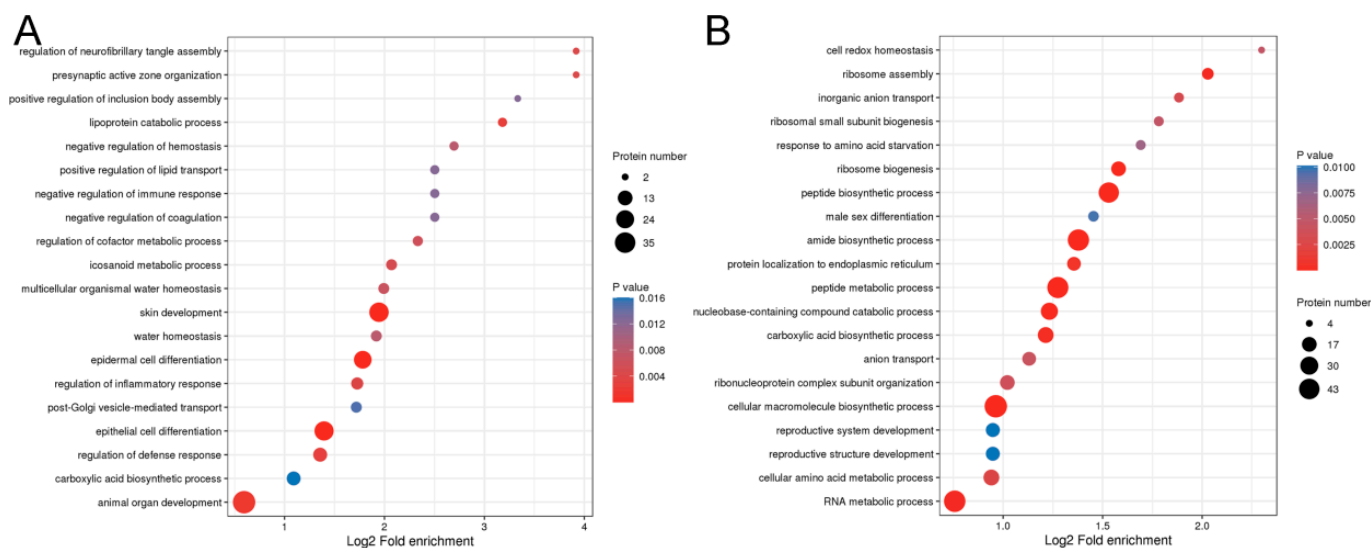 A
regulation of neurofibrillary tangle assembly
presynaptic active zone organization
positive regulation of inclusion body assembly
lipoprotein catabolic process
negative regulation of hemostasis
positive regulation of lipid transport
negative regulation of immune response
negative regulation of coagulation
regulation of cofactor metabolic process
icosanoid metabolic process
multicellular organismal water homeostasis
skin development
water homeostasis
epidermal cell differentiation
regulation of inflammatory response
post-Golgi vesicle-mediated transport
epithelial cell differentiation
regulation of defense response
carboxylic acid biosynthetic process
animal organ development
1 2 3 4
Log2 Fold enrichment
Protein number
2
13
24
35
P value
0.016
0.012
0.008
0.004
B
cell redox homeostasis
ribosome assembly
inorganic anion transport
ribosomal small subunit biogenesis
response to amino acid starvation
ribosome biogenesis
peptide biosynthetic process
male sex differentiation
amide biosynthetic process
protein localization to endoplasmic reticulum
peptide metabolic process
nucleobase-containing compound catabolic process
carboxylic acid biosynthetic process
anion transport
ribonucleoprotein complex subunit organization
cellular macromolecule biosynthetic process
reproductive system development
reproductive structure development
cellular amino acid metabolic process
RNA metabolic process
1.0 1.5 2.0
Log2 Fold enrichment
P value
0.0100
0.0075
0.0050
0.0025
Protein number
4
17
30
43